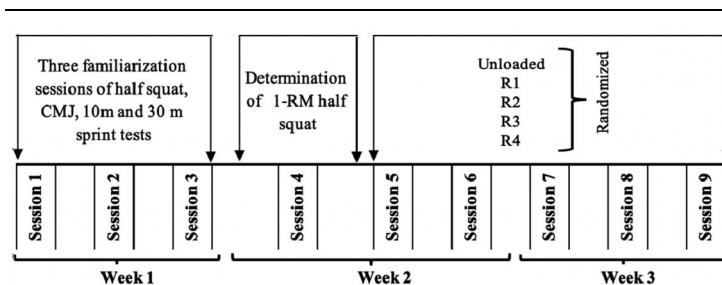 Three familiarization
sessions of half squat,
CMJ, 10m and 30 m
sprint tests
Determination
of 1-RM half
squat
Unloaded
R1
R2
R3
R4
Randomized
Session 1
Session 2
Session 3
Session 4
Session 5
Session 6
Session 7
Session 8
Session 9
Week 1
Week 2
Week 3